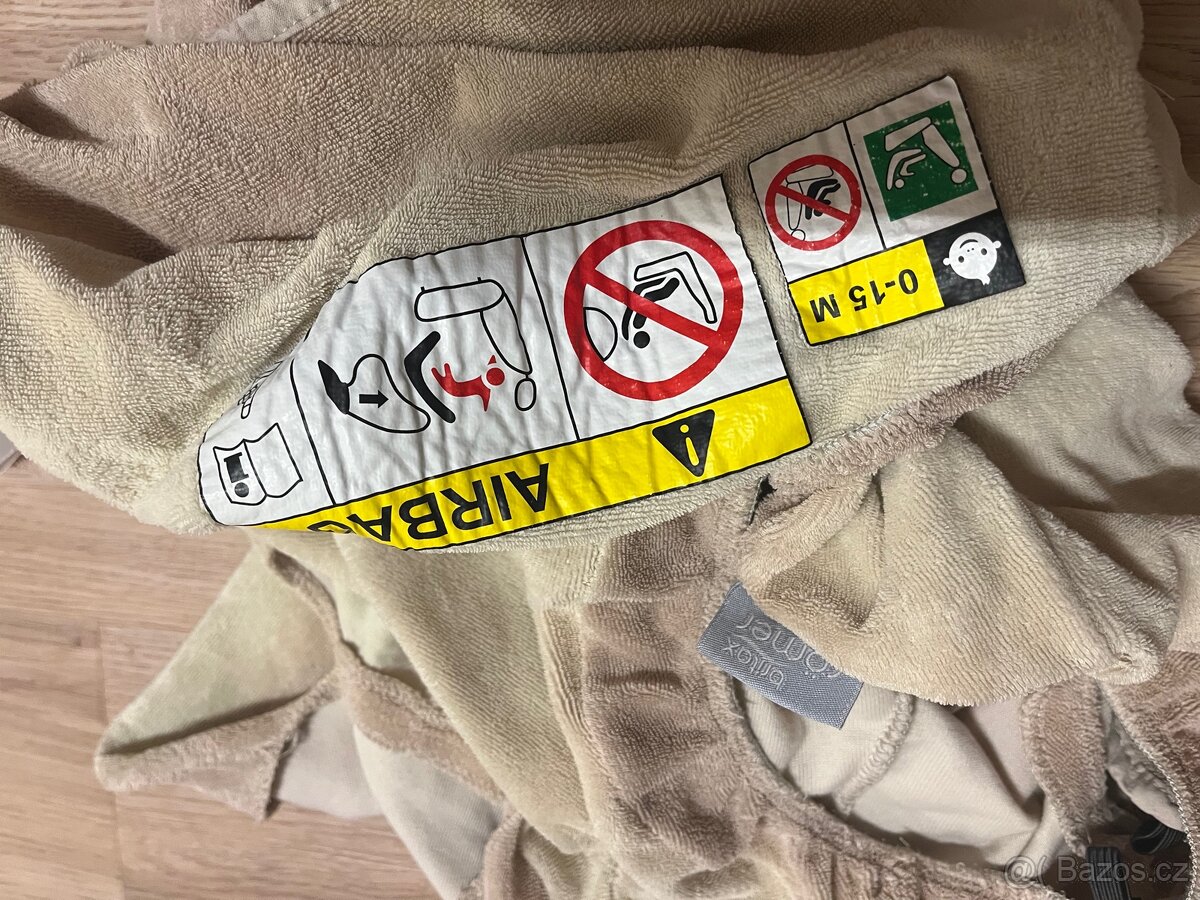 0-15 M
AIRBAG
britax
römer
@ Bazos.cz